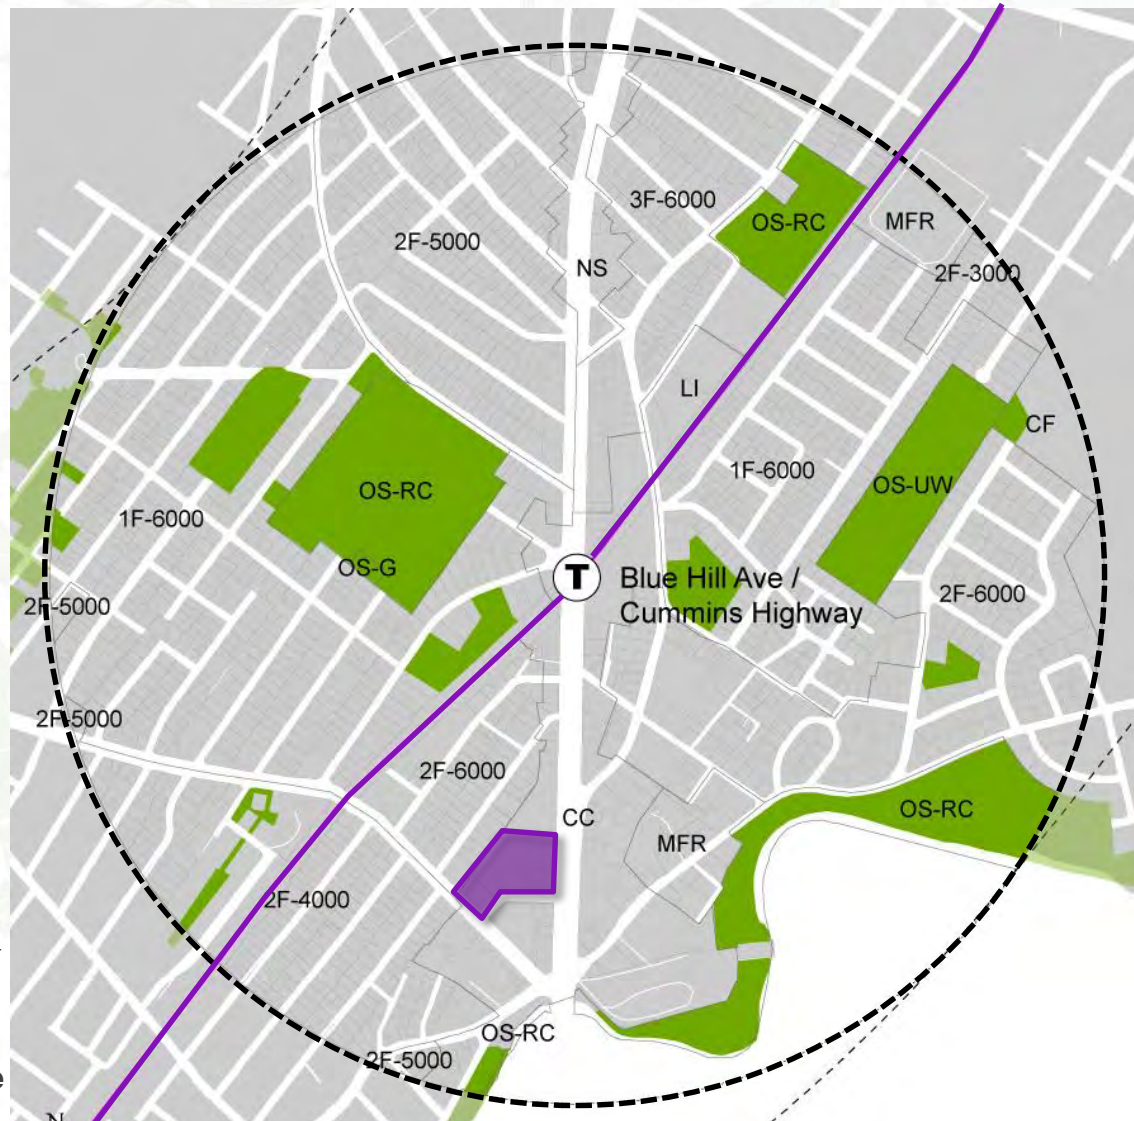 3F-6000
OS-RC
MFR
2F-5000
NS
2F-3000
LI
CF
1F-6000
OS-UW
OS-RC
1F-6000
OS-G
T
Blue Hill Ave /
Cummins Highway
2F-5000
2F-6000
2F-5000
2F-6000
CC
OS-RC
MFR
2F-4000
OS-RC
2F-5000
e
N